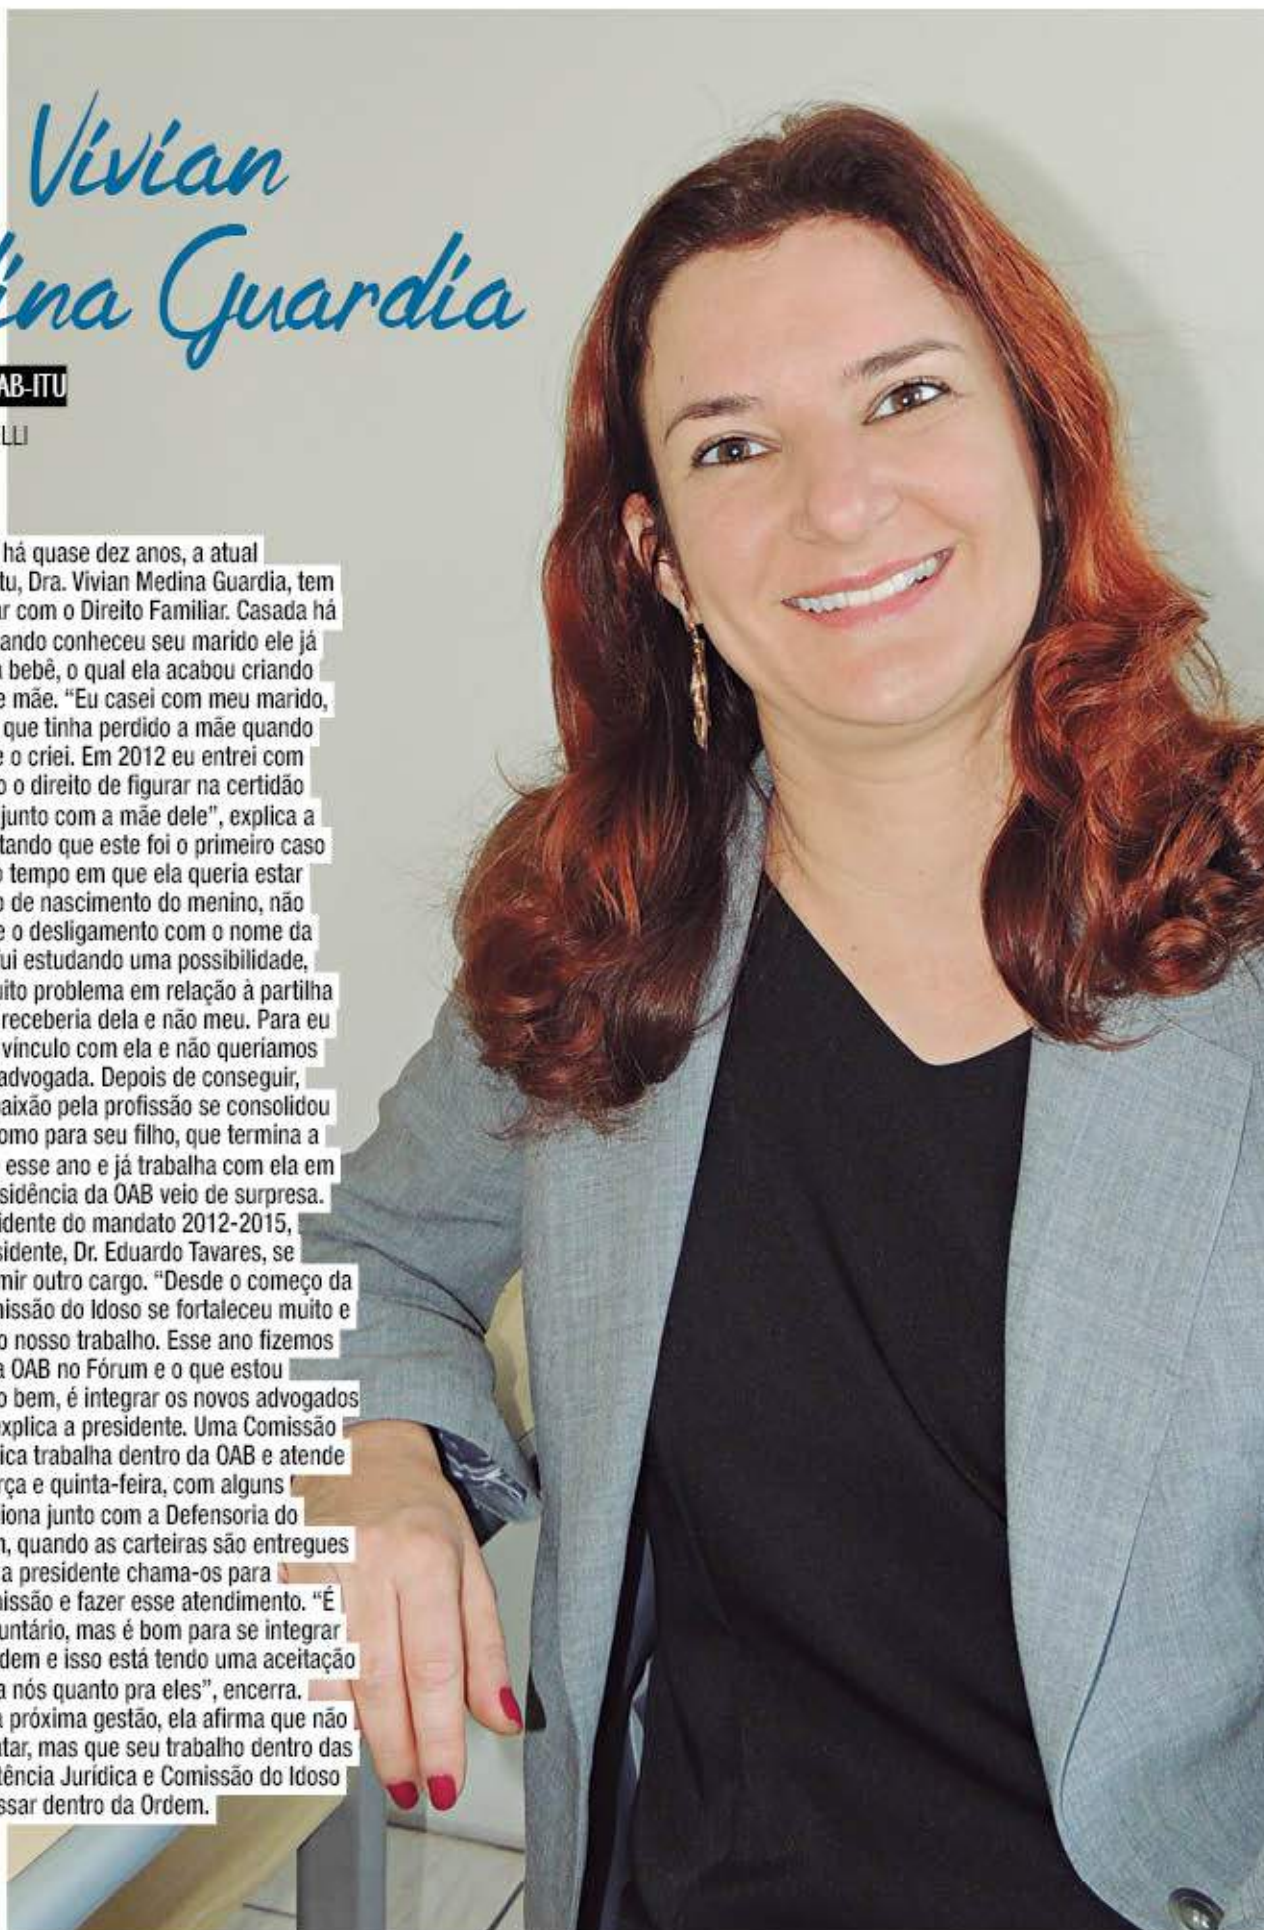 Vivian
ina Guardia
AB-ITU
LLI
há quase dez anos, a atual
tu, Dra. Vivian Medina Guardia, tem
ar com o Direito Familiar. Casada há
ando conheceu seu marido ele já
a bebê, o qual ela acabou criando
e mãe. “Eu casei com meu marido,
que tinha perdido a mãe quando
e o criei. Em 2012 eu entrei com
o o direito de figurar na certidão
junto com a mãe dele”, explica a
tando que este foi o primeiro caso
o tempo em que ela queria estar
o de nascimento do menino, não
e o desligamento com o nome da
ui estudando uma possibilidade,
uito problema em relação à partilha
receberia dela e não meu. Para eu
vínculo com ela e não queriamos
advogada. Depois de conseguir,
paixão pela profissão se consolidou
omo para seu filho, que termina a
esse ano e já trabalha com ela em
sidência da OAB veio de surpresa.
idente do mandato 2012-2015,
sidente, Dr. Eduardo Tavares, se
mir outro cargo. “Desde o começo da
missão do Idoso se fortaleceu muito e
o nosso trabalho. Esse ano fizemos
a OAB no Fórum e o que estou
o bem, é integrar os novos advogados
explica a presidente. Uma Comissão
ica trabalha dentro da OAB e atende
rça e quinta-feira, com alguns
iona junto com a Defensoria do
n, quando as carteiras são entregues
a presidente chama-os para
issão e fazer esse atendimento. “É
untário, mas é bom para se integrar
dem e isso está tendo uma aceitação
a nós quanto pra eles”, encerra.
a próxima gestão, ela afirma que não
ntar, mas que seu trabalho dentro das
tência Jurídica e Comissão do Idoso
ssar dentro da Ordem.